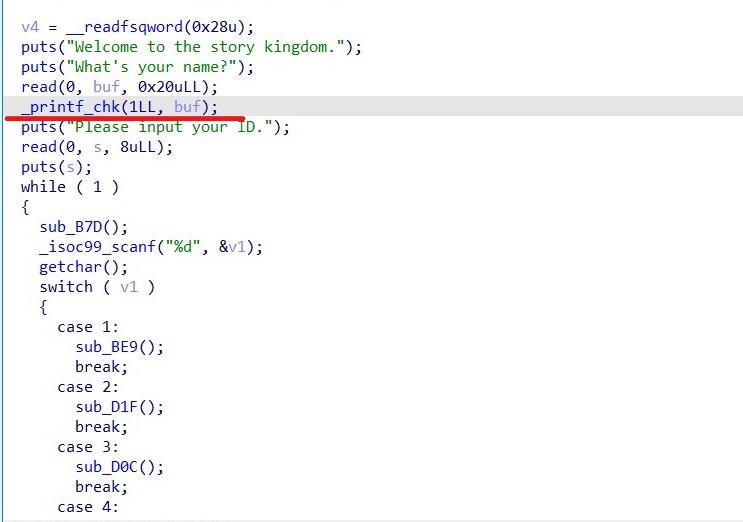 v4 = __readfsqword(0x28u);
puts("Welcome to the story kingdom.");
puts("What's your name?");
read(0, buf, 0x20uLL);
_printf_chk(1LL, buf);
puts("Please input your ID.");
read(0, s, 8uLL);
puts(s);
while ( 1 )
{
sub_B7D();
_isoc99_scanf("%d", &v1);
getchar();
switch ( v1 )
{
case 1:
sub_BE9();
break;
case 2:
sub_D1F();
break;
case 3:
sub_D0C();
break;
case 4: